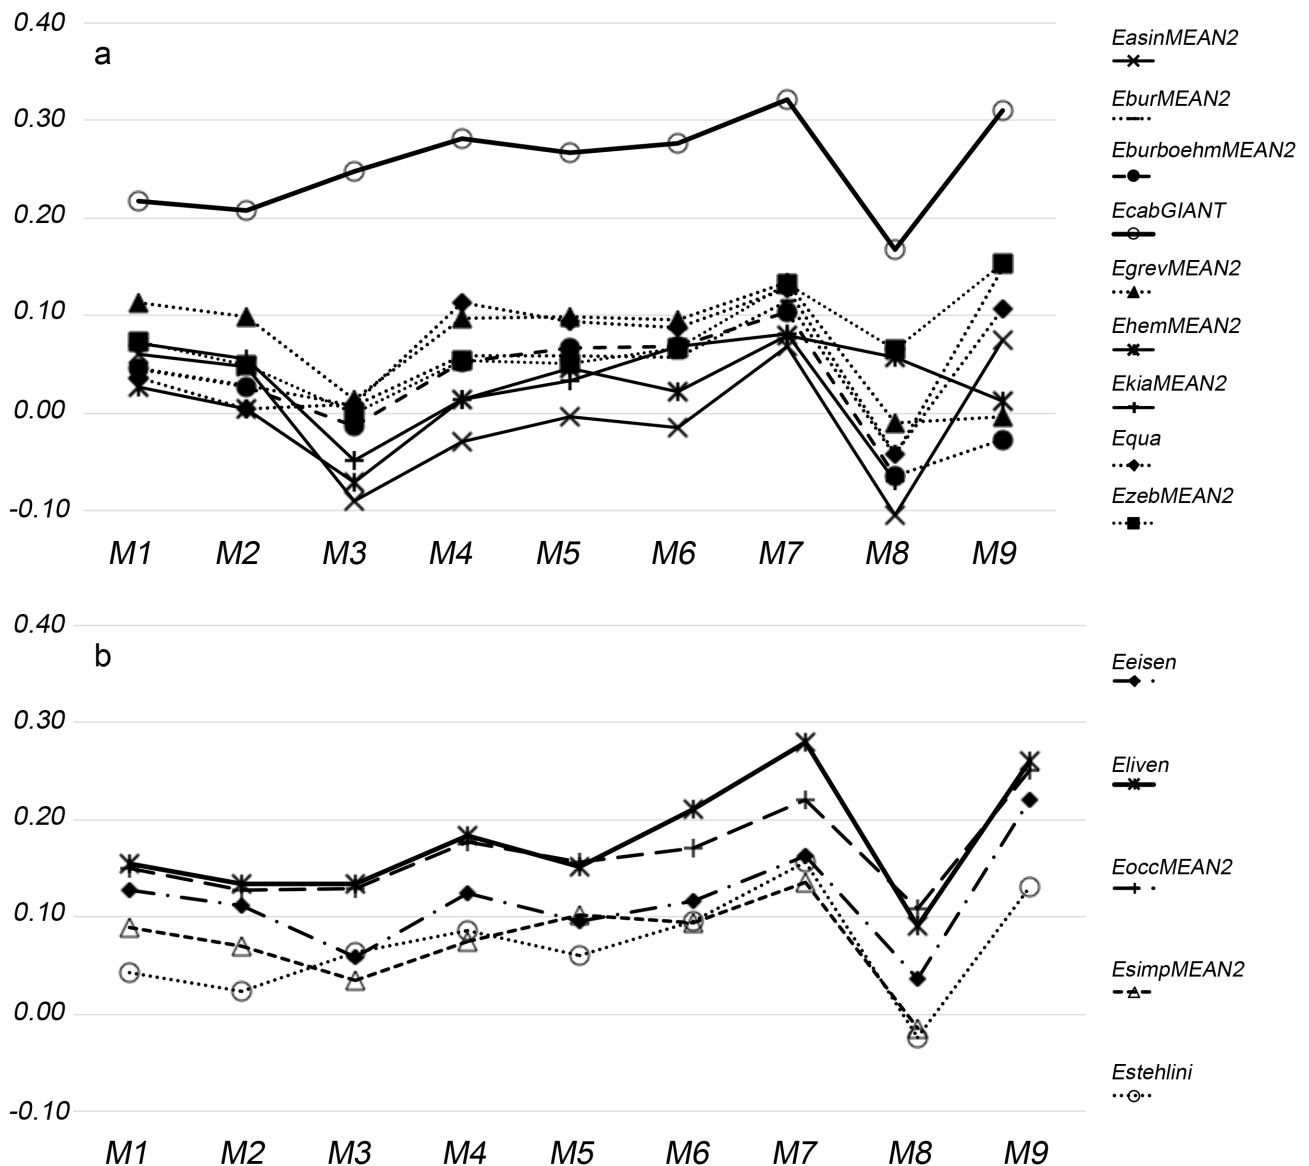 0.40
a
0.30
0.20
0.10
0.00
-0.10
M1 M2 M3 M4 M5 M6 M7 M8 M9
EasinMEAN2
EburMEAN2
EburboehmMEAN2
EcabGIANT
EgrevMEAN2
EhemMEAN2
EkiaMEAN2
Equa
EzebMEAN2
0.40
b
0.30
0.20
0.10
0.00
-0.10
M1 M2 M3 M4 M5 M6 M7 M8 M9
Eeisen
Eliven
EoccMEAN2
EsimpMEAN2
Estehlini